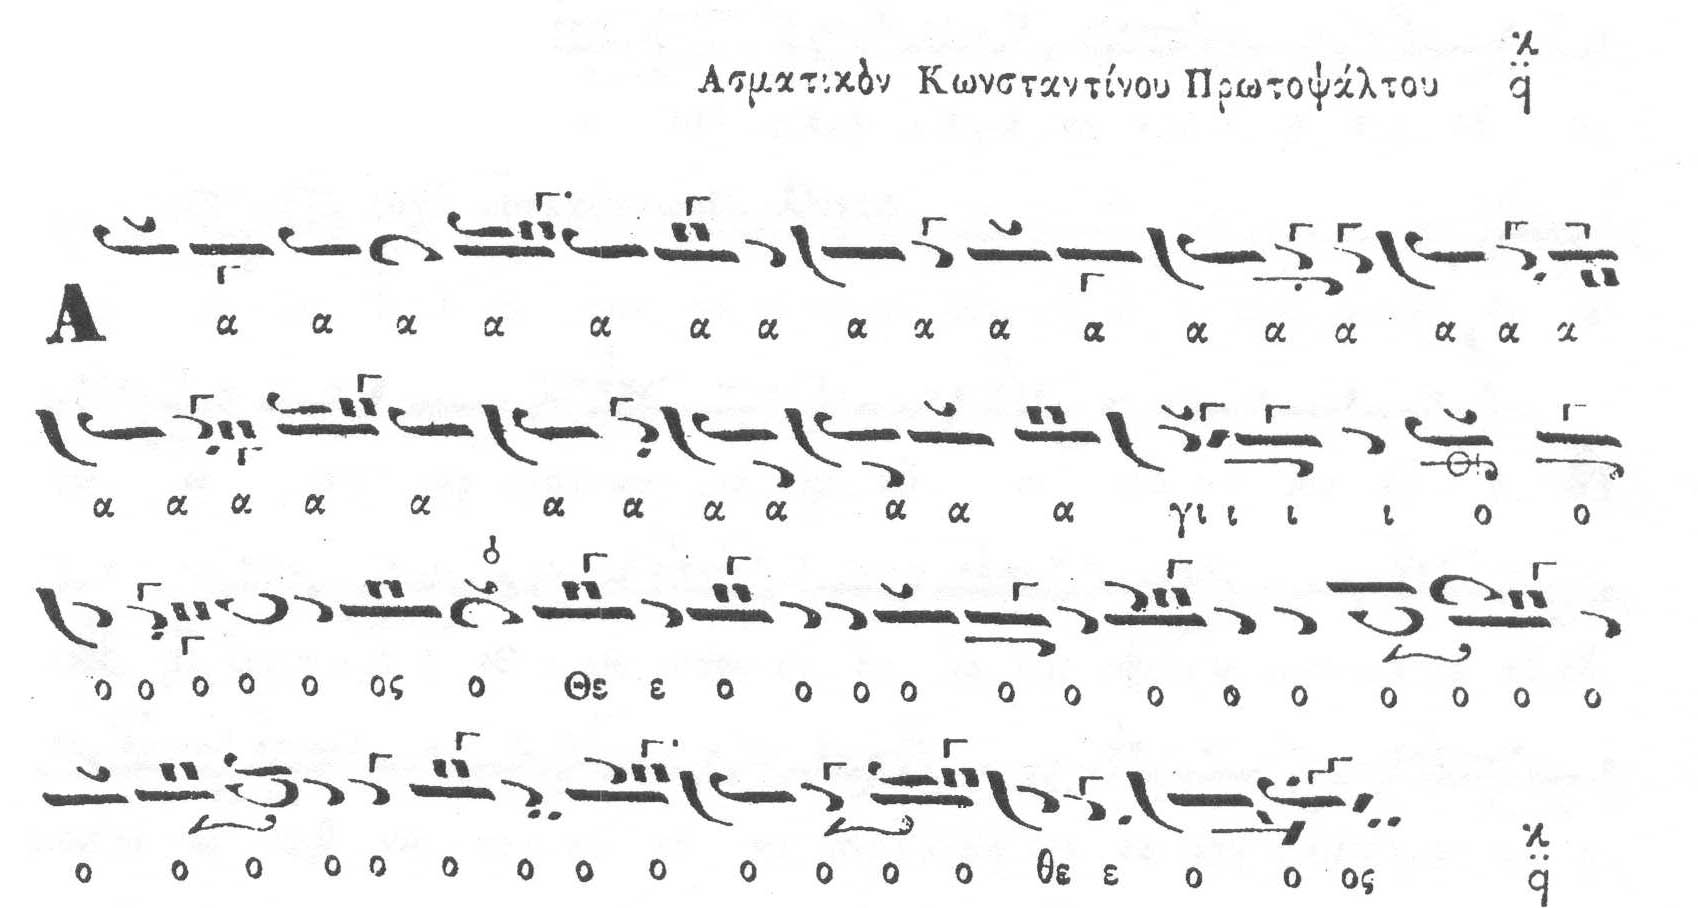 Ασματικὸν Κωνσταντίνου Πρωτοψάλτου
Α α α α α α α α α α α α α α α α α α
α α α α α α α α α α α α γι ι ι ι ο ο
ο ο ο ο ο ος ο Θε ε ο ο ο ο ο ο ο ο ο ο ο ο ο
ο ο ο ο ο ο ο ο ο ο ο ο θε ε ο ο ος